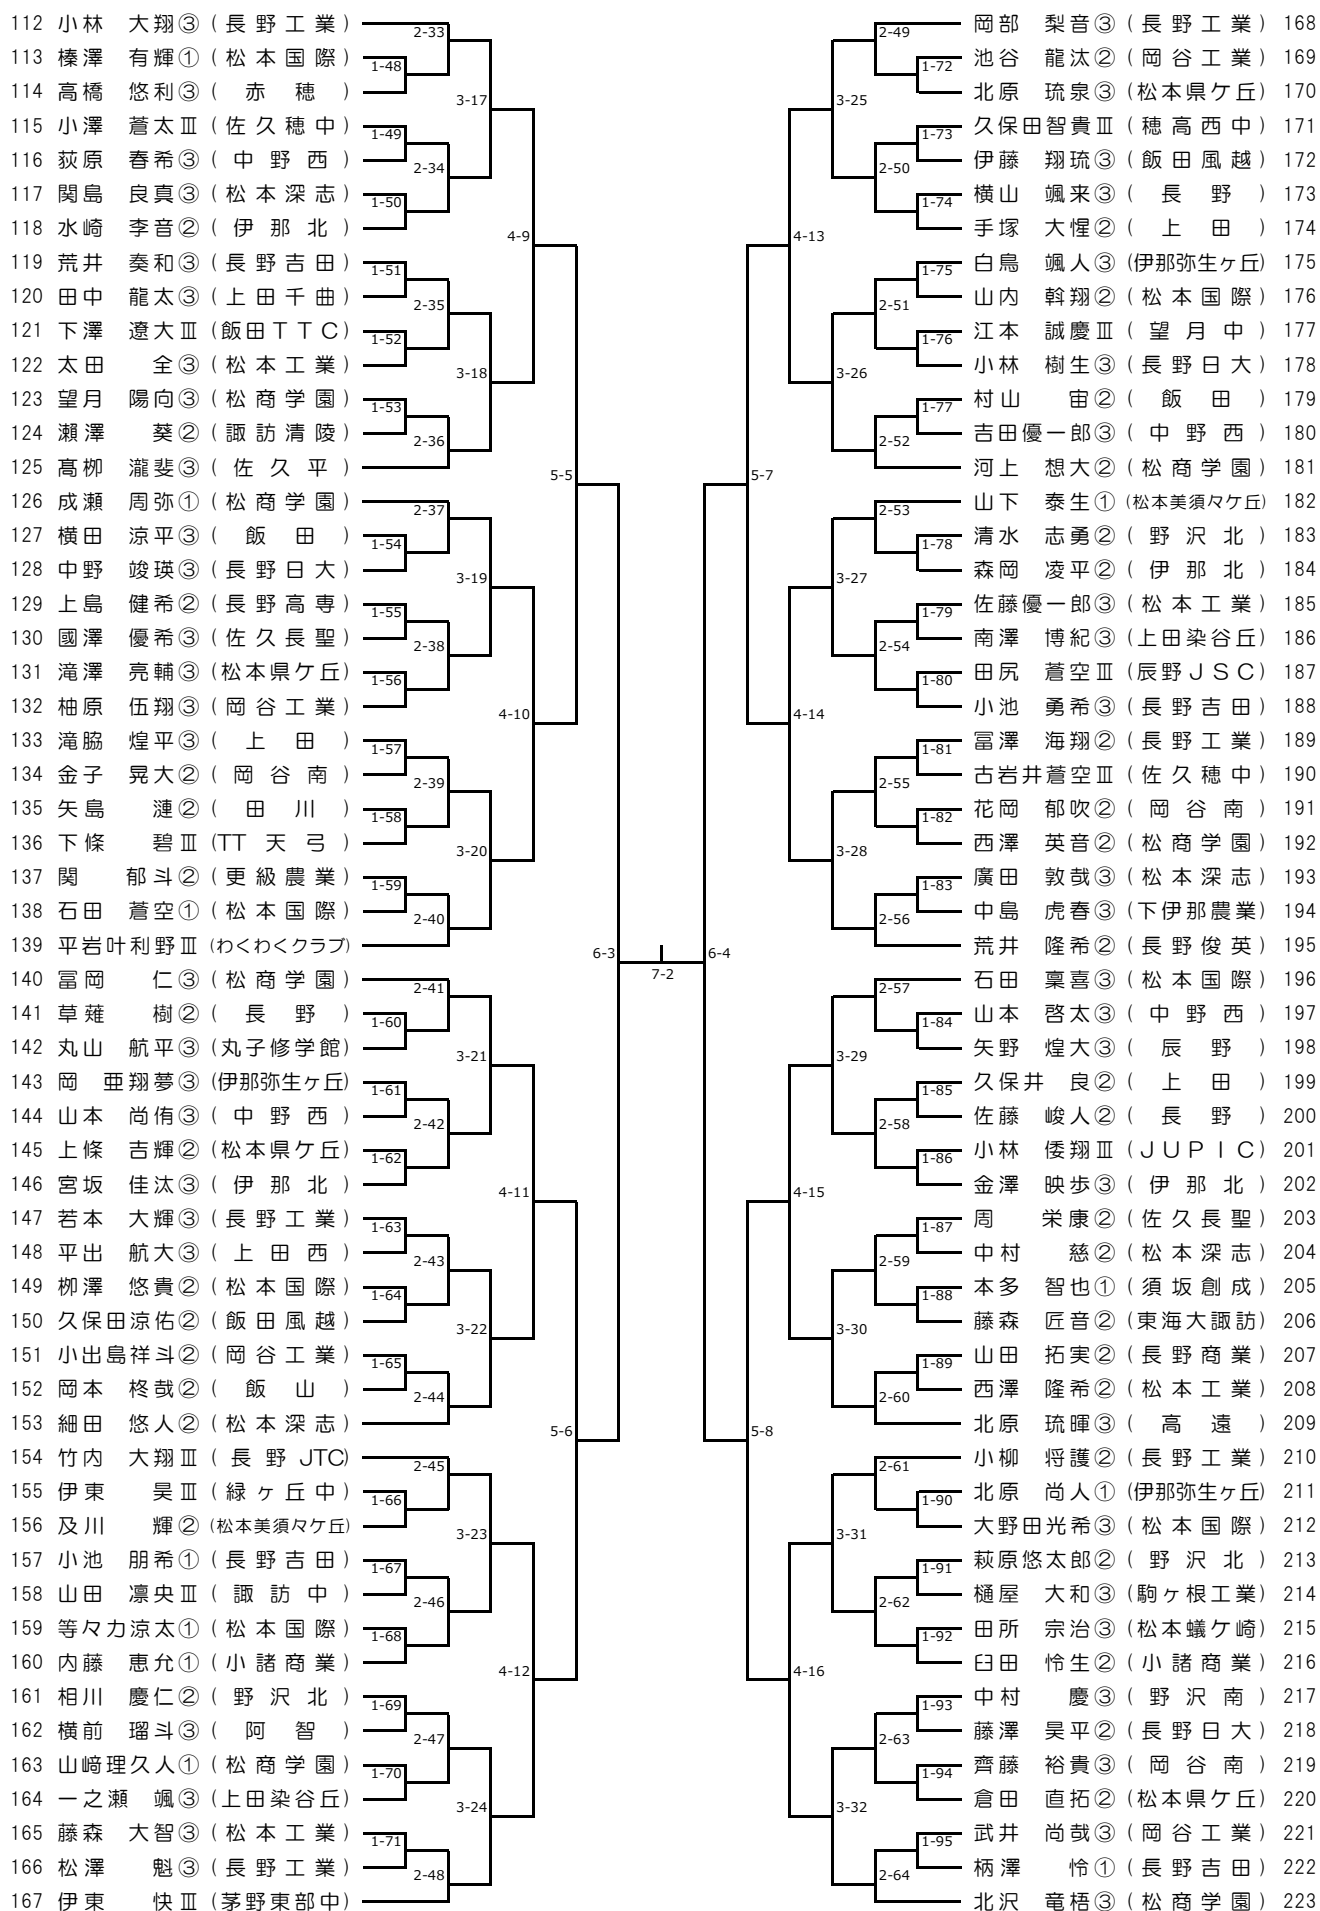 112 小林 大翔③ (長野工業)
113 榛澤 有輝① (松本国際)
114 高橋 悠利③ (赤穂)
115 小澤 蒼太Ⅲ (佐久穂中)
116 荻原 春希③ (中野西)
117 関島 良真③ (松本深志)
118 水崎 李音② (伊那北)
119 荒井 奏和③ (長野吉田)
120 田中 龍太③ (上田千曲)
121 下澤 遼大Ⅲ (飯田TTC)
122 太田 全③ (松本工業)
123 望月 陽向③ (松商学園)
124 瀬澤 葵② (諏訪清陵)
125 髙栁 瀧斐③ (佐久平)
126 成瀬 周弥① (松商学園)
127 横田 涼平③ (飯田)
128 中野 竣瑛③ (長野日大)
129 上島 健希② (長野高専)
130 國澤 優希③ (佐久長聖)
131 滝澤 亮輔③ (松本県ケ丘)
132 柚原 伍翔③ (岡谷工業)
133 滝脇 煌平③ (上田)
134 金子 晃大② (岡谷南)
135 矢島 漣② (田川)
136 下條 碧Ⅲ (TT 天弓)
137 関 郁斗② (更級農業)
138 石田 蒼空① (松本国際)
139 平岩叶利野Ⅲ (わくわくクラブ)
140 冨岡 仁③ (松商学園)
141 草薙 樹② (長野)
142 丸山 航平③ (丸子修学館)
143 岡 亜翔夢③ (伊那弥生ヶ丘)
144 山本 尚侑③ (中野西)
145 上條 吉輝② (松本県ケ丘)
146 宮坂 佳汰③ (伊那北)
147 若本 大輝③ (長野工業)
148 平出 航大③ (上田西)
149 栁澤 悠貴② (松本国際)
150 久保田涼佑② (飯田風越)
151 小出島祥斗② (岡谷工業)
152 岡本 柊哉② (飯山)
153 細田 悠人② (松本深志)
154 竹内 大翔Ⅲ (長野 JTC)
155 伊東 昊Ⅲ (緑ヶ丘中)
156 及川 輝② (松本美須々ケ丘)
157 小池 朋希① (長野吉田)
158 山田 凛央Ⅲ (諏訪中)
159 等々力涼太① (松本国際)
160 内藤 恵允① (小諸商業)
161 相川 慶仁② (野沢北)
162 横前 瑠斗③ (阿智)
163 山﨑理久人① (松商学園)
164 一之瀬 颯③ (上田染谷丘)
165 藤森 大智③ (松本工業)
166 松澤 魁③ (長野工業)
167 伊東 快Ⅲ (茅野東部中)
2-33
1-48
3-17
1-49
2-34
1-50
4-9
1-51
2-35
1-52
3-18
1-53
2-36
5-5
2-37
1-54
3-19
1-55
2-38
1-56
4-10
1-57
2-39
1-58
3-20
1-59
2-40
6-3
2-41
1-60
3-21
1-61
2-42
1-62
4-11
1-63
2-43
1-64
3-22
1-65
2-44
5-6
2-45
1-66
3-23
1-67
2-46
1-68
4-12
1-69
2-47
1-70
3-24
1-71
2-48
7-2
岡部 梨音③ (長野工業) 168
池谷 龍汰② (岡谷工業) 169
北原 琉泉③ (松本県ケ丘) 170
久保田智貴Ⅲ (穂高西中) 171
伊藤 翔琉③ (飯田風越) 172
横山 颯来③ (長野) 173
手塚 大惺② (上田) 174
白鳥 颯人③ (伊那弥生ヶ丘) 175
山内 斡翔② (松本国際) 176
江本 誠慶Ⅲ (望月中) 177
小林 樹生③ (長野日大) 178
村山 宙② (飯田) 179
吉田優一郎③ (中野西) 180
河上 想大② (松商学園) 181
山下 泰生① (松本美須々ケ丘) 182
清水 志勇② (野沢北) 183
森岡 凌平② (伊那北) 184
佐藤優一郎③ (松本工業) 185
南澤 博紀③ (上田染谷丘) 186
田尻 蒼空Ⅲ (辰野JSC) 187
小池 勇希③ (長野吉田) 188
冨澤 海翔② (長野工業) 189
古岩井蒼空Ⅲ (佐久穂中) 190
花岡 郁吹② (岡谷南) 191
西澤 英音② (松商学園) 192
廣田 敦哉③ (松本深志) 193
中島 虎春③ (下伊那農業) 194
荒井 隆希② (長野俊英) 195
石田 稟喜③ (松本国際) 196
山本 啓太③ (中野西) 197
矢野 煌大③ (辰野) 198
久保井 良② (上田) 199
佐藤 峻人② (長野) 200
小林 倭翔Ⅲ (JUPIC) 201
金澤 映歩③ (伊那北) 202
周 栄康② (佐久長聖) 203
中村 慈② (松本深志) 204
本多 智也① (須坂創成) 205
藤森 匠音② (東海大諏訪) 206
山田 拓実② (長野商業) 207
西澤 隆希② (松本工業) 208
北原 琉暉③ (高遠) 209
小柳 将護② (長野工業) 210
北原 尚人① (伊那弥生ヶ丘) 211
大野田光希③ (松本国際) 212
萩原悠太郎② (野沢北) 213
樋屋 大和③ (駒ヶ根工業) 214
田所 宗治③ (松本蟻ケ崎) 215
臼田 怜生② (小諸商業) 216
中村 慶③ (野沢南) 217
藤澤 昊平② (長野日大) 218
齊藤 裕貴③ (岡谷南) 219
倉田 直拓② (松本県ケ丘) 220
武井 尚哉③ (岡谷工業) 221
柄澤 怜① (長野吉田) 222
北沢 竜梧③ (松商学園) 223
2-49
1-72
3-25
1-73
2-50
1-74
4-13
1-75
2-51
1-76
3-26
1-77
2-52
5-7
2-53
1-78
3-27
1-79
2-54
1-80
4-14
1-81
2-55
1-82
3-28
1-83
2-56
6-4
2-57
1-84
3-29
1-85
2-58
1-86
4-15
1-87
2-59
1-88
3-30
1-89
2-60
5-8
2-61
1-90
3-31
1-91
2-62
1-92
4-16
1-93
2-63
1-94
3-32
1-95
2-64